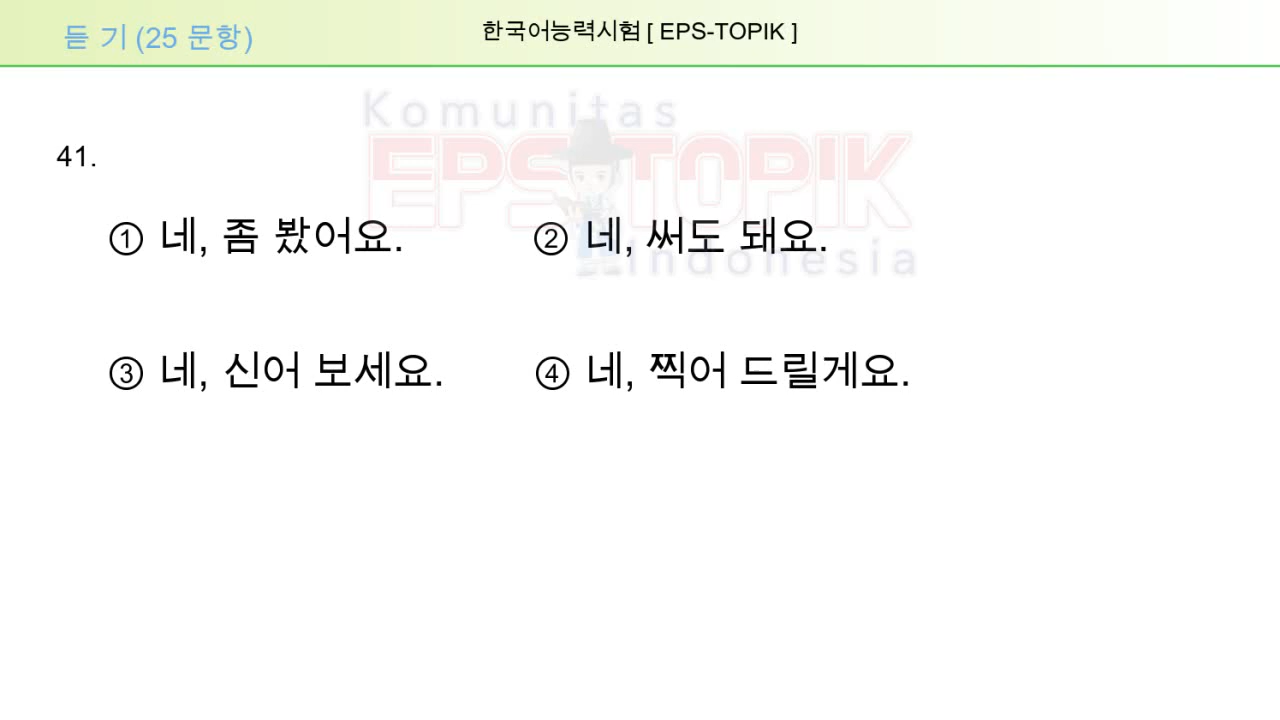 듣 기 (25 문항)
한국어능력시험 [ EPS-TOPIK ]
Komunitas
EPS TOPIK
Indonesia
41.
① 네, 좀 봤어요.
② 네, 써도 돼요.
③ 네, 신어 보세요.
④ 네, 찍어 드릴게요.